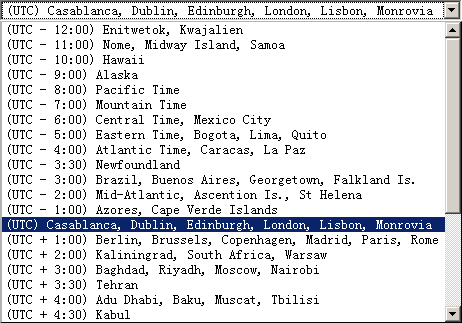 (UTC) Casablanca, Dublin, Edinburgh, London, Lisbon, Monrovia
(UTC - 12:00) Enitwetok, Kwajalien
(UTC - 11:00) Nome, Midway Island, Samoa
(UTC - 10:00) Hawaii
(UTC - 9:00) Alaska
(UTC - 8:00) Pacific Time
(UTC - 7:00) Mountain Time
(UTC - 6:00) Central Time, Mexico City
(UTC - 5:00) Eastern Time, Bogota, Lima, Quito
(UTC - 4:00) Atlantic Time, Caracas, La Paz
(UTC - 3:30) Newfoundland
(UTC - 3:00) Brazil, Buenos Aires, Georgetown, Falkland Is.
(UTC - 2:00) Mid-Atlantic, Ascention Is., St Helena
(UTC - 1:00) Azores, Cape Verde Islands
(UTC) Casablanca, Dublin, Edinburgh, London, Lisbon, Monrovia
(UTC + 1:00) Berlin, Brussels, Copenhagen, Madrid, Paris, Rome
(UTC + 2:00) Kaliningrad, South Africa, Warsaw
(UTC + 3:00) Baghdad, Riyadh, Moscow, Nairobi
(UTC + 3:30) Tehran
(UTC + 4:00) Adu Dhabi, Baku, Muscat, Tbilisi
(UTC + 4:30) Kabul